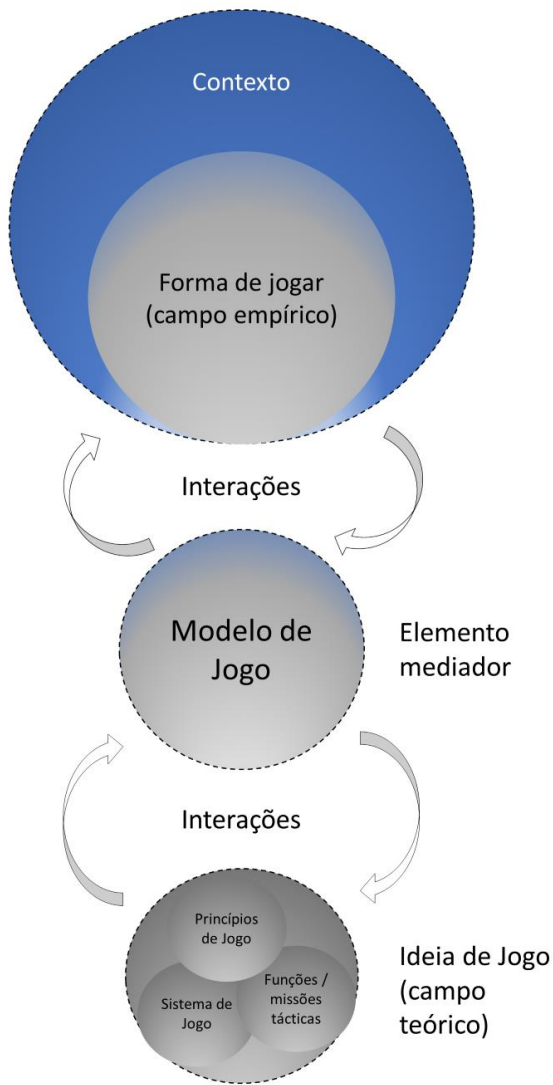 Contexto
Forma de jogar
(campo empírico)
Interações
Modelo de
Jogo
Elemento
mediador
Interações
Princípios
de Jogo
Funções /
missões
tácticas
Sistema de
Jogo
Ideia de Jogo
(campo
teórico)